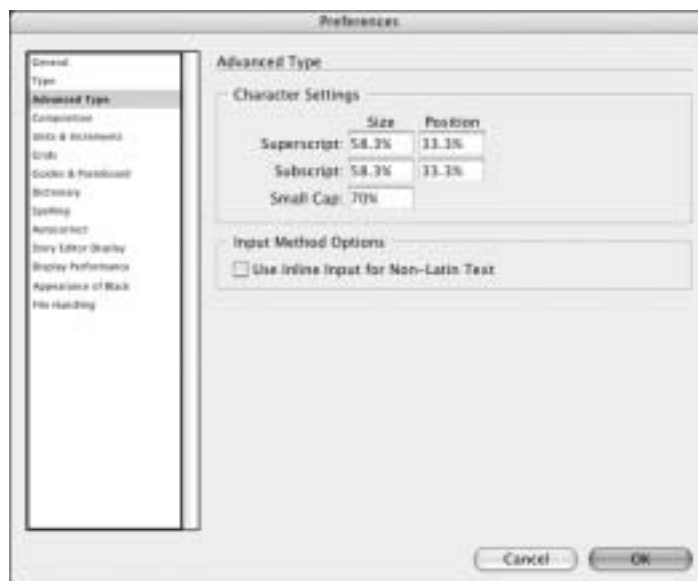 Preferences
General
Type
Advanced Type
Composition
Units & Increments
Grids
Guides & Pasteboard
Dictionary
Spelling
Autocorrect
Story Editor Display
Display Performance
Appearance of Black
File Handling
Advanced Type
Character Settings
Size Position
Superscript: 58.3% 33.3%
Subscript: 58.3% 33.3%
Small Cap: 70%
Input Method Options
Use Inline Input for Non-Latin Text
Cancel OK